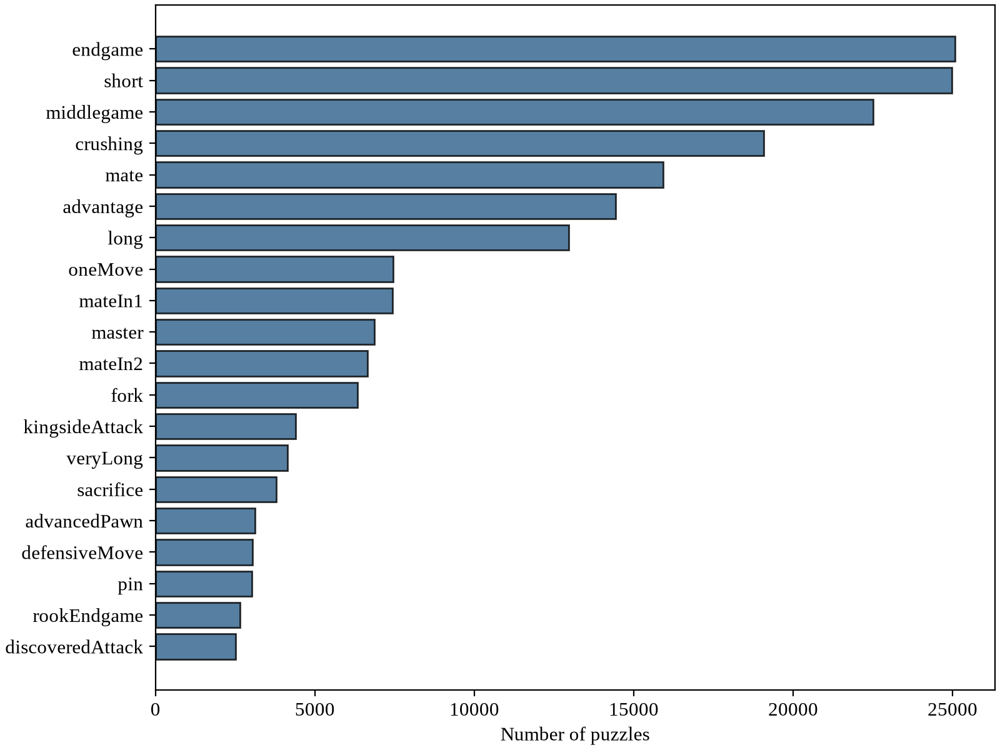 endgame
short
middlegame
crushing
mate
advantage
long
oneMove
mateIn1
master
mateIn2
fork
kingsideAttack
veryLong
sacrifice
advancedPawn
defensiveMove
pin
rookEndgame
discoveredAttack
0 5000 10000 15000 20000 25000
Number of puzzles